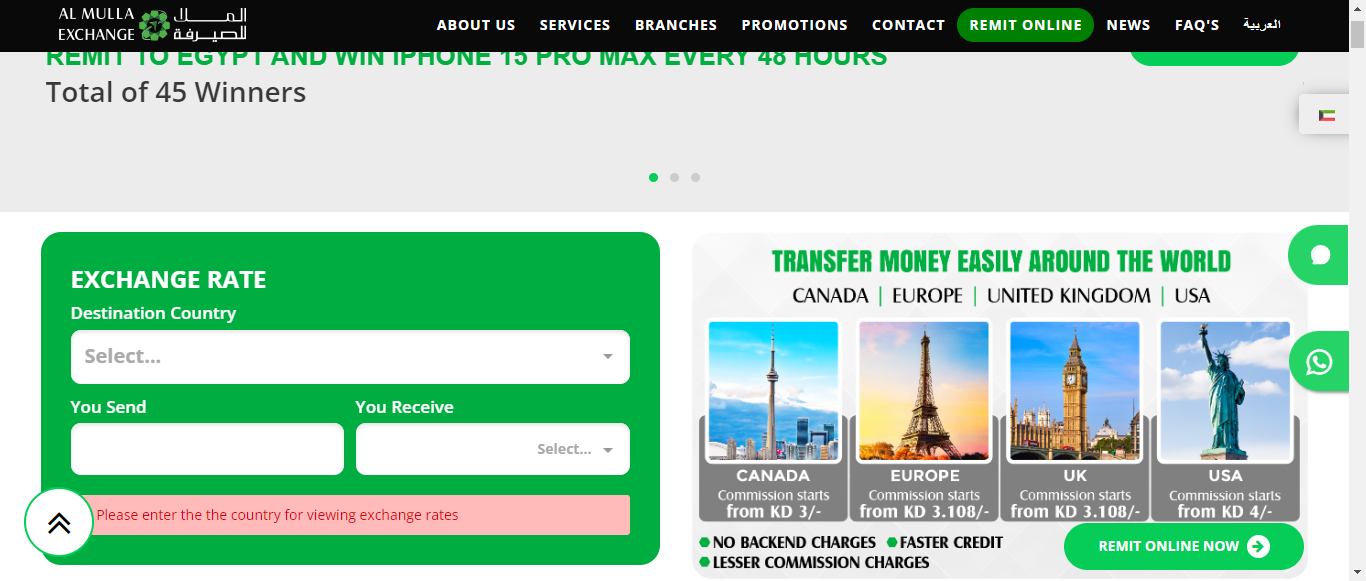 AL MULLA
EXCHANGE
الملا
للصيرفة
ABOUT US
SERVICES
BRANCHES
PROMOTIONS
CONTACT
REMIT ONLINE
NEWS
FAQ'S
العربية
REMIT TO EGYPT AND WIN IPHONE 15 PRO MAX EVERY 48 HOURS
Total of 45 Winners
EXCHANGE RATE
Destination Country
Select...
You Send
You Receive
Select...
Please enter the the country for viewing exchange rates
TRANSFER MONEY EASILY AROUND THE WORLD
CANADA | EUROPE | UNITED KINGDOM | USA
CANADA
Commission starts
from KD 3/-
EUROPE
Commission starts
from KD 3.108/-
UK
Commission starts
from KD 3.108/-
USA
Commission starts
from KD 4/-
NO BACKEND CHARGES FASTER CREDIT
LESSER COMMISSION CHARGES
REMIT ONLINE NOW